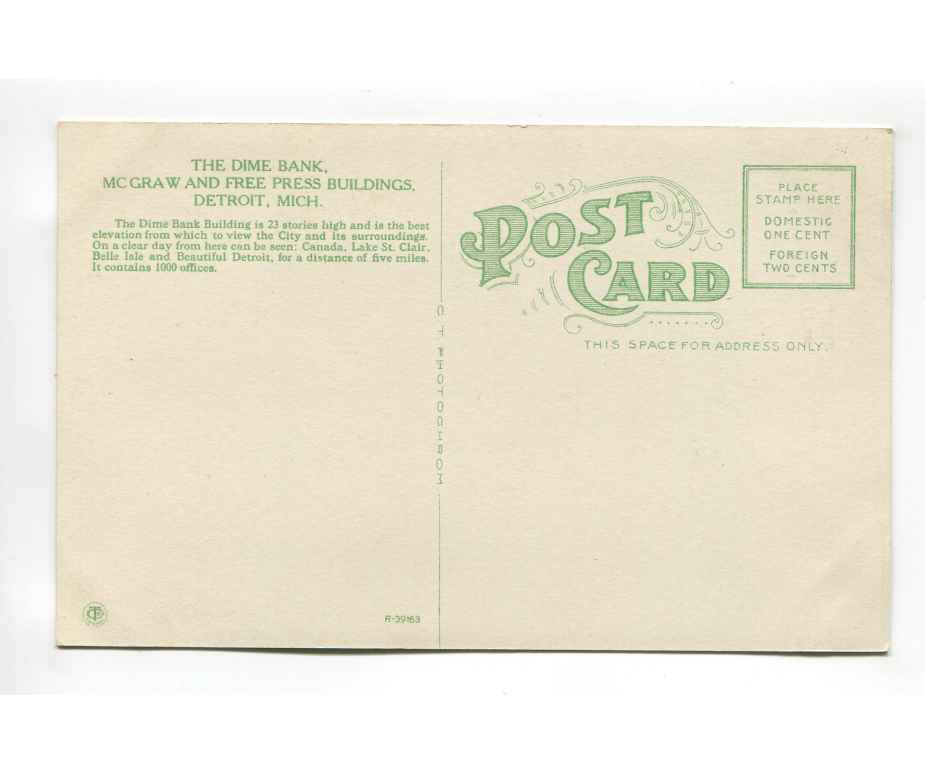 THE DIME BANK,
MC GRAW AND FREE PRESS BUILDINGS,
DETROIT, MICH.
The Dime Bank Building is 23 stories high and is the best
elevation from which to view the City and its surroundings.
On a clear day from here can be seen: Canada, Lake St. Clair,
Belle Isle and Beautiful Detroit, for a distance of five miles.
It contains 1000 offices.
C T PHOTOCHROM
R-39163
POST
CARD
PLACE
STAMP HERE
DOMESTIC
ONE CENT
FOREIGN
TWO CENTS
THIS SPACE FOR ADDRESS ONLY.